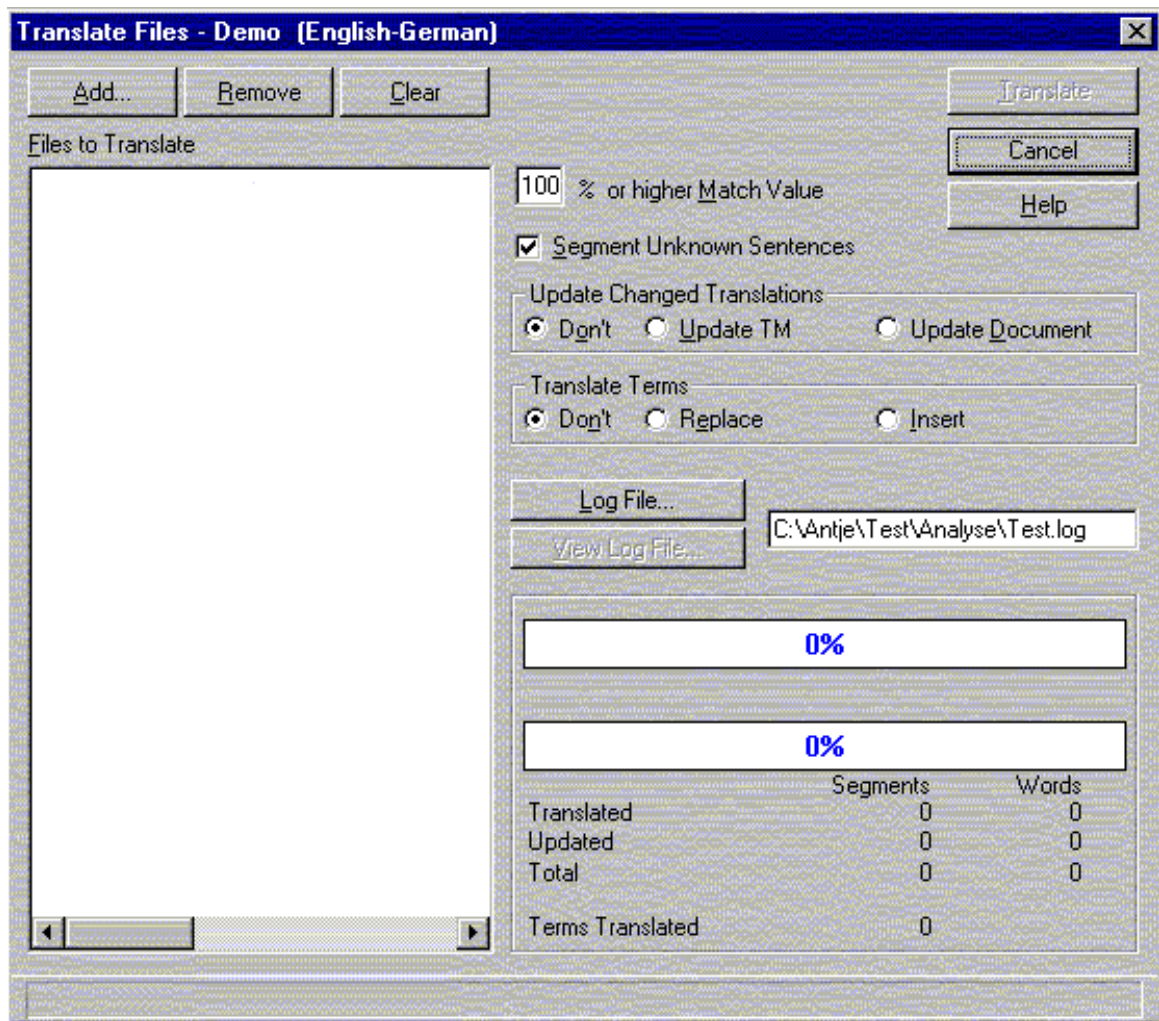 Translate Files - Demo (English-German)
Add... Remove Clear Translate
Cancel
Help
Files to Translate
100 % or higher Match Value
Segment Unknown Sentences
Update Changed Translations
Don't Update TM Update Document
Translate Terms
Don't Replace Insert
Log File...
C:\Antje\Test\Analyse\Test.log
View Log File...
0%
0%
Segments Words
Translated 0 0
Updated 0 0
Total 0 0
Terms Translated 0